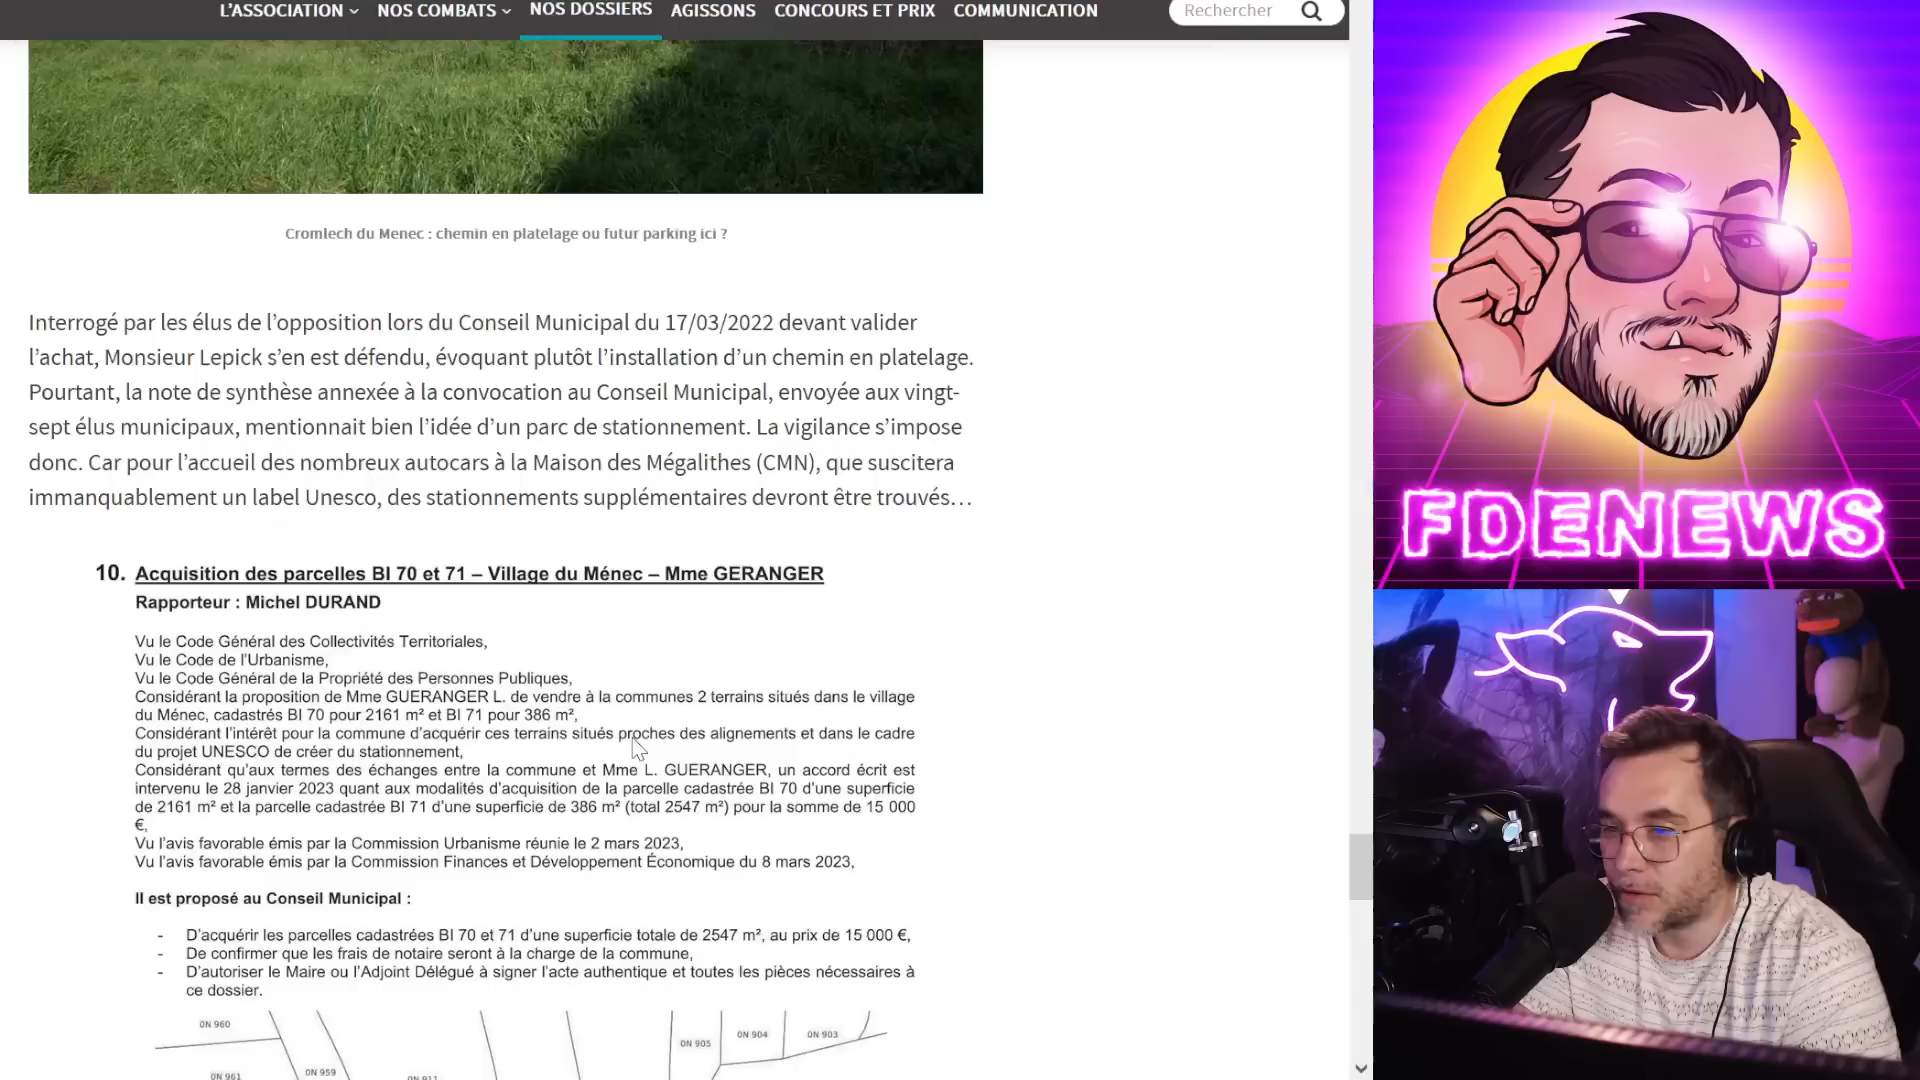 L'ASSOCIATION
NOS COMBATS
NOS DOSSIERS
AGISSONS
CONCOURS ET PRIX
COMMUNICATION
Rechercher
Cromlech du Menec : chemin en platelage ou futur parking ici ?
Interrogé par les élus de l’opposition lors du Conseil Municipal du 17/03/2022 devant valider
l’achat, Monsieur Lepick s’en est défendu, évoquant plutôt l’installation d’un chemin en platelage.
Pourtant, la note de synthèse annexée à la convocation au Conseil Municipal, envoyée aux vingt-
sept élus municipaux, mentionnait bien l’idée d’un parc de stationnement. La vigilance s’impose
donc. Car pour l’accueil des nombreux autocars à la Maison des Mégalithes (CMN), que suscitera
immanquablement un label Unesco, des stationnements supplémentaires devront être trouvés…
10. Acquisition des parcelles BI 70 et 71 – Village du Ménec – Mme GERANGER
Rapporteur : Michel DURAND
Vu le Code Général des Collectivités Territoriales,
Vu le Code de l’Urbanisme,
Vu le Code Général de la Propriété des Personnes Publiques,
Considérant la proposition de Mme GUERANGER L. de vendre à la communes 2 terrains situés dans le village
du Ménec, cadastrés BI 70 pour 2161 m² et BI 71 pour 386 m²,
Considérant l’intérêt pour la commune d’acquérir ces terrains situés proches des alignements et dans le cadre
du projet UNESCO de créer du stationnement,
Considérant qu’aux termes des échanges entre la commune et Mme L. GUERANGER, un accord écrit est
intervenu le 28 janvier 2023 quant aux modalités d’acquisition de la parcelle cadastrée BI 70 d’une superficie
de 2161 m² et la parcelle cadastrée BI 71 d’une superficie de 386 m² (total 2547 m²) pour la somme de 15 000
€,
Vu l’avis favorable émis par la Commission Urbanisme réunie le 2 mars 2023,
Vu l’avis favorable émis par la Commission Finances et Développement Économique du 8 mars 2023,
Il est proposé au Conseil Municipal :
- D’acquérir les parcelles cadastrées BI 70 et 71 d’une superficie totale de 2547 m², au prix de 15 000 €,
- De confirmer que les frais de notaire seront à la charge de la commune,
- D’autoriser le Maire ou l’Adjoint Délégué à signer l’acte authentique et toutes les pièces nécessaires à
ce dossier.
0N 960
0N 905
0N 904
0N 903
0N 961
0N 959
0N 911
FDENEWS